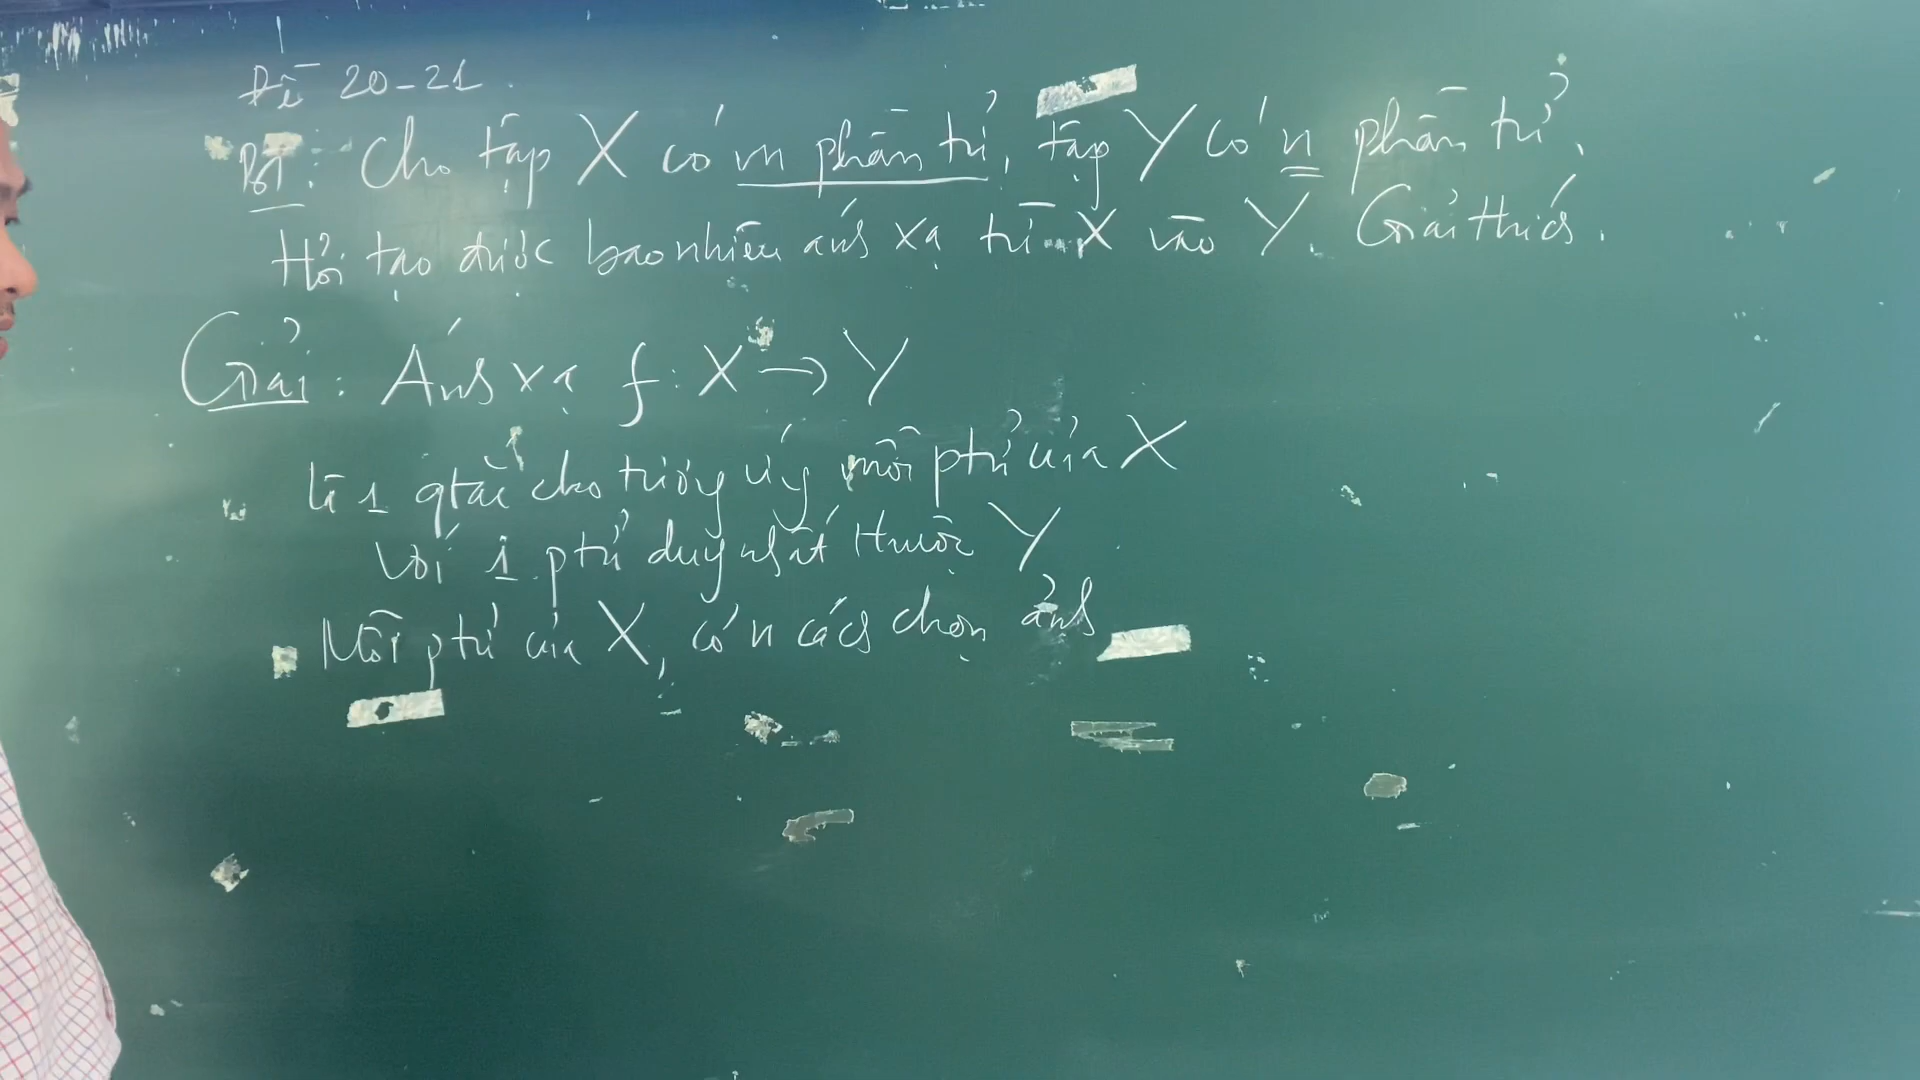 Đề 20-21.
BT: Cho tập X có m phần tử, tập Y có n phần tử.
Hỏi tạo được bao nhiêu ánh xạ từ X vào Y. Giải thích.
Giải: Ánh xạ f: X → Y
là 1 qtắc cho tương ứng mỗi ptử của X
với 1 ptử duy nhất thuộc Y
Mỗi ptử của X, có n cách chọn ảnh